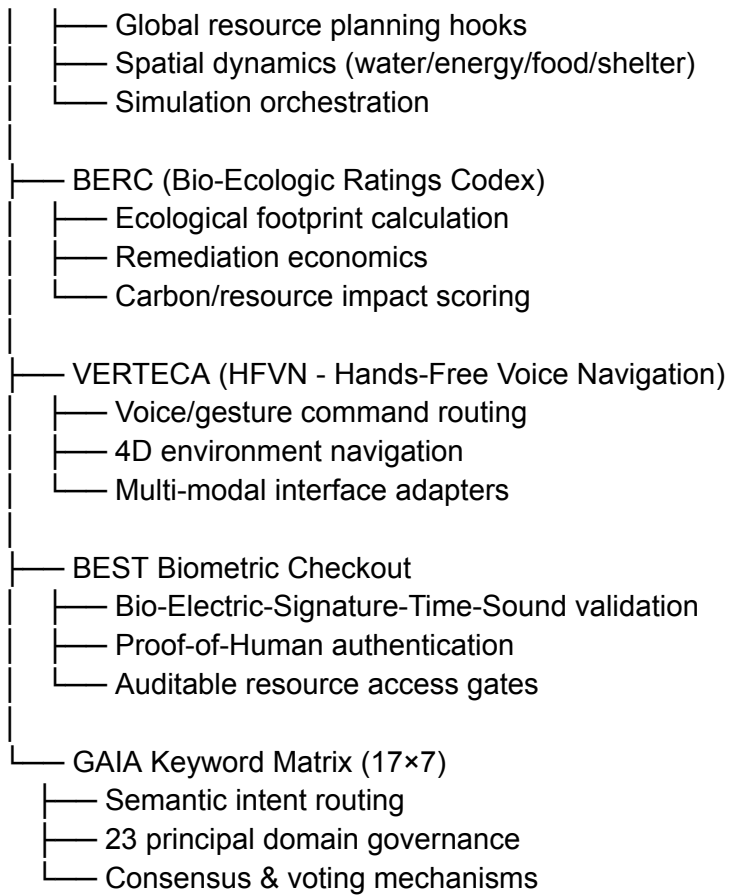 │   ├── Global resource planning hooks
│   ├── Spatial dynamics (water/energy/food/shelter)
│   └── Simulation orchestration
│
├── BERC (Bio-Ecologic Ratings Codex)
│   ├── Ecological footprint calculation
│   ├── Remediation economics
│   └── Carbon/resource impact scoring
│
├── VERTECA (HFVN - Hands-Free Voice Navigation)
│   ├── Voice/gesture command routing
│   ├── 4D environment navigation
│   └── Multi-modal interface adapters
│
├── BEST Biometric Checkout
│   ├── Bio-Electric-Signature-Time-Sound validation
│   ├── Proof-of-Human authentication
│   └── Auditable resource access gates
│
└── GAIA Keyword Matrix (17×7)
    ├── Semantic intent routing
    ├── 23 principal domain governance
    └── Consensus & voting mechanisms